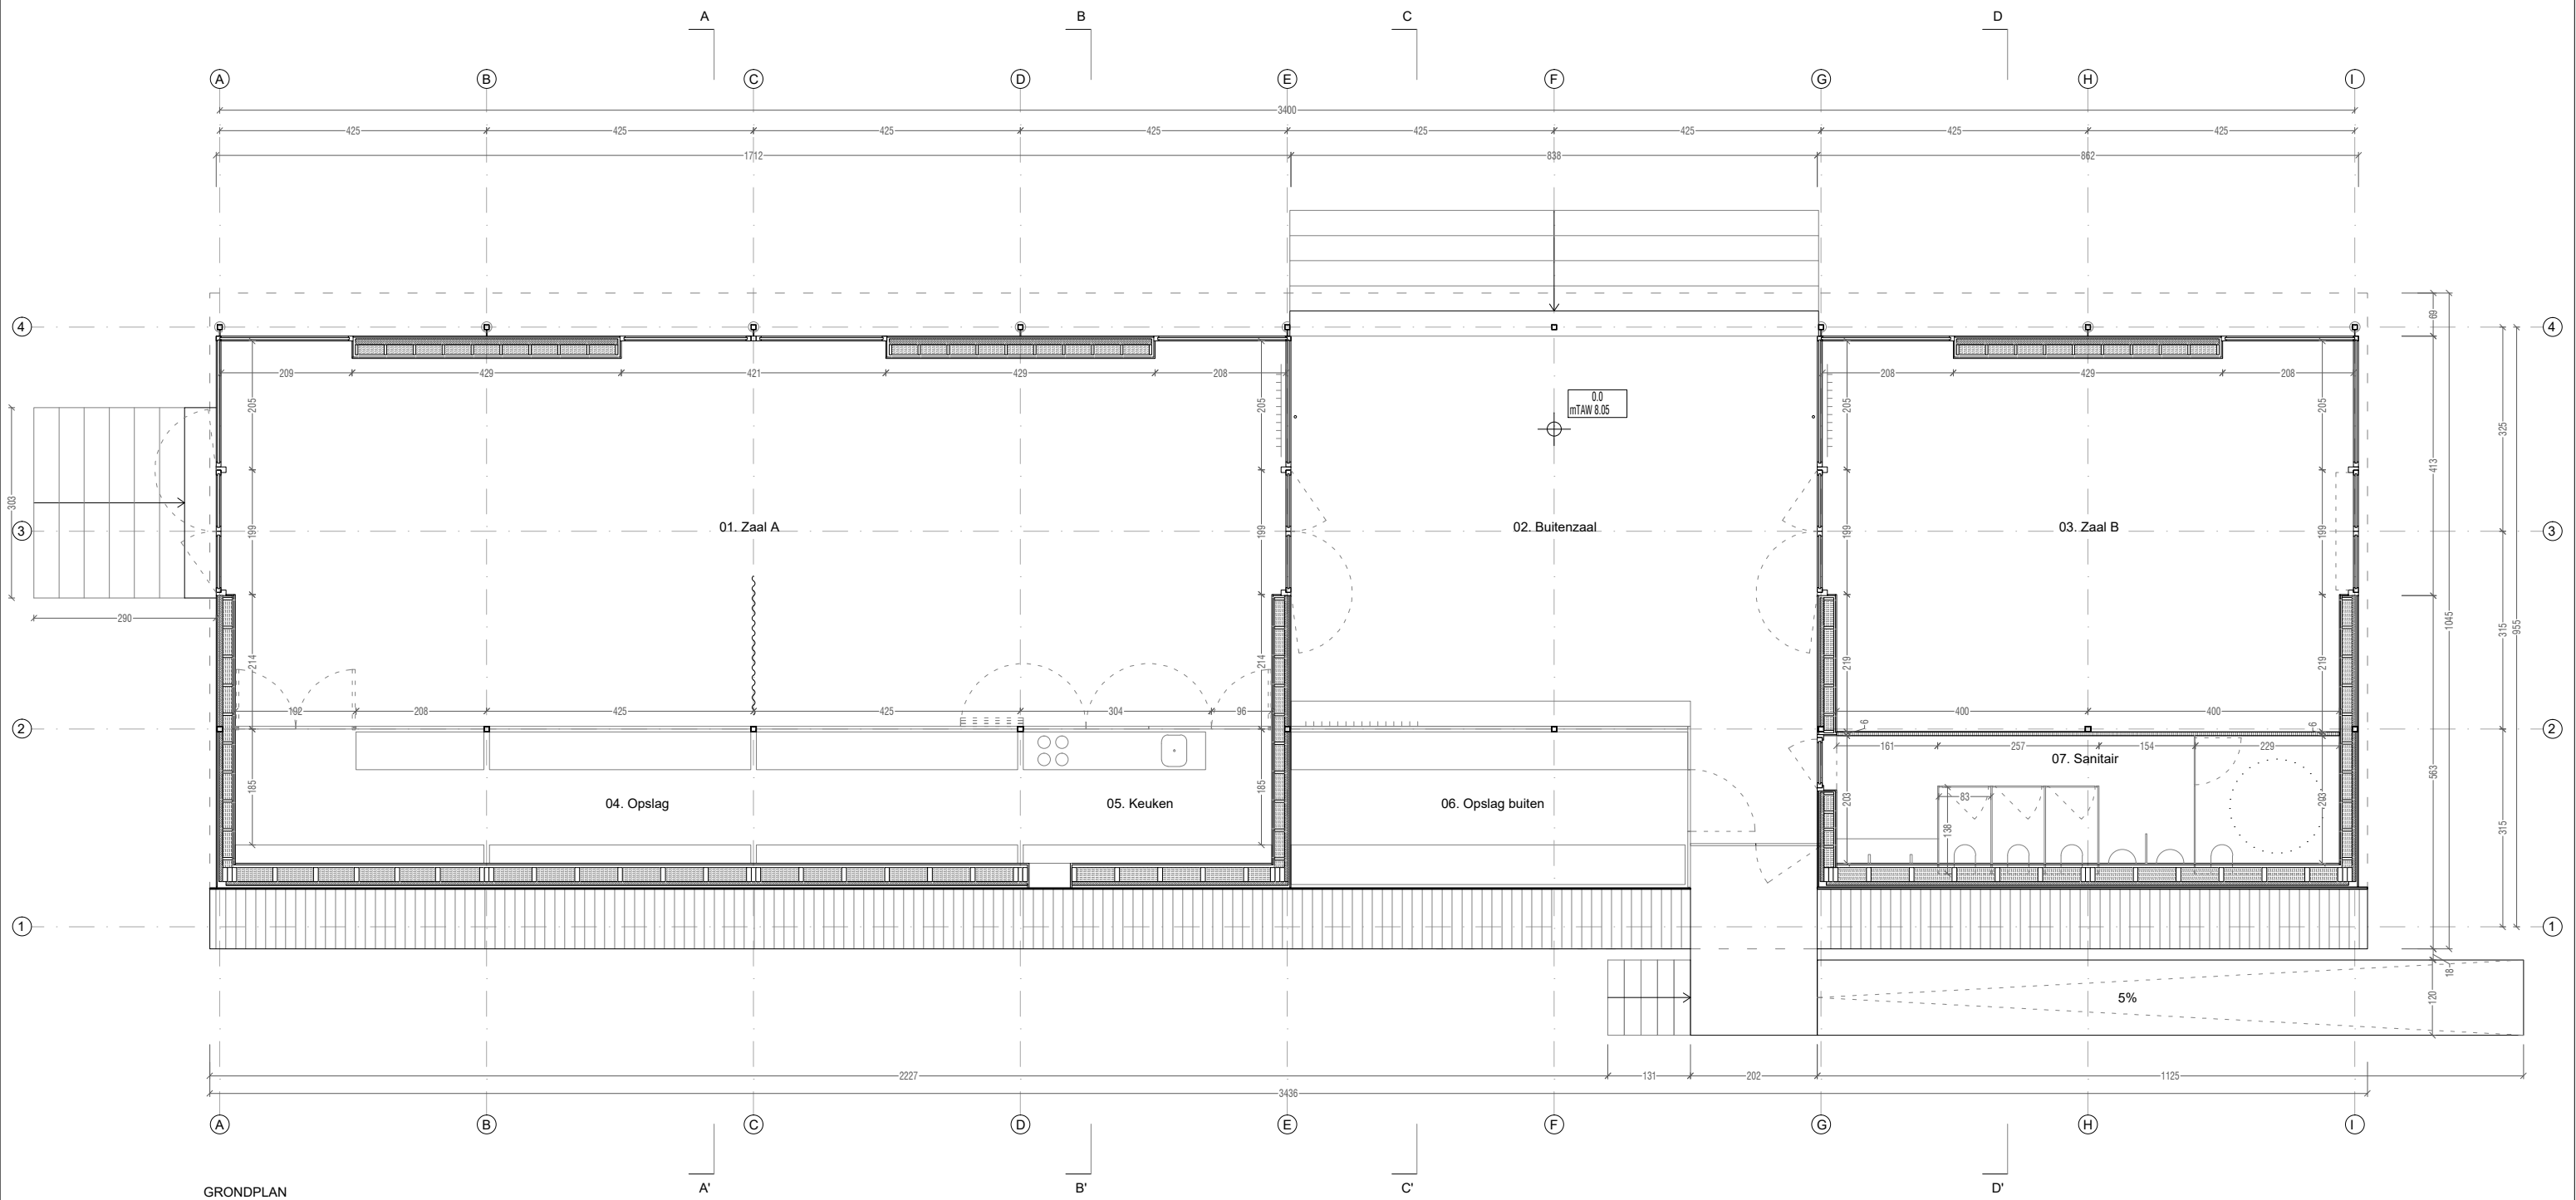 A B C D
A B C D E F G H I
3400
425 425 425 425 425 425 425 425
1712 838 862
4 4
69
209 429 421 429 208 208 429 208
0.0
mTAW 8.05
205 205 205 205
325
413
303
3 3
01. Zaal A 02. Buitenzaal 03. Zaal B
199 199 199 199
290
1045
315
955
214 214 219 219
192 208 425 425 304 96 400 400
2 2
6 6
161 257 154 229
07. Sanitair
563
185 185 203 203
83
138
04. Opslag 05. Keuken 06. Opslag buiten
315
1 1
18
5%
120
2227 131 202 1125
3436
A B C D E F G H I
A' B' C' D'
GRONDPLAN